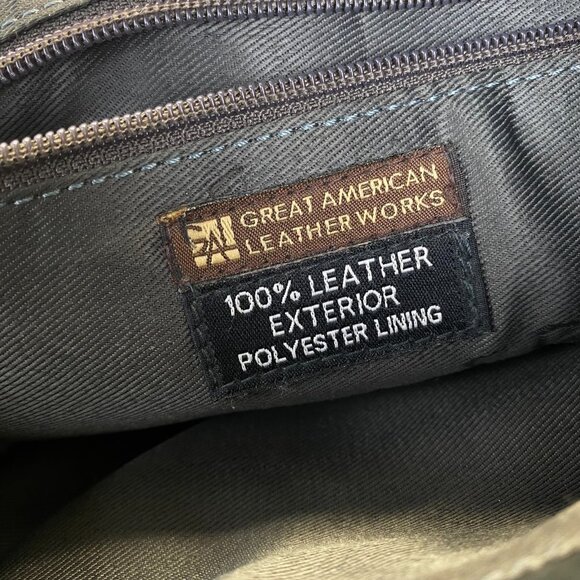 GREAT AMERICAN
LEATHER WORKS
100% LEATHER
EXTERIOR
POLYESTER LINING